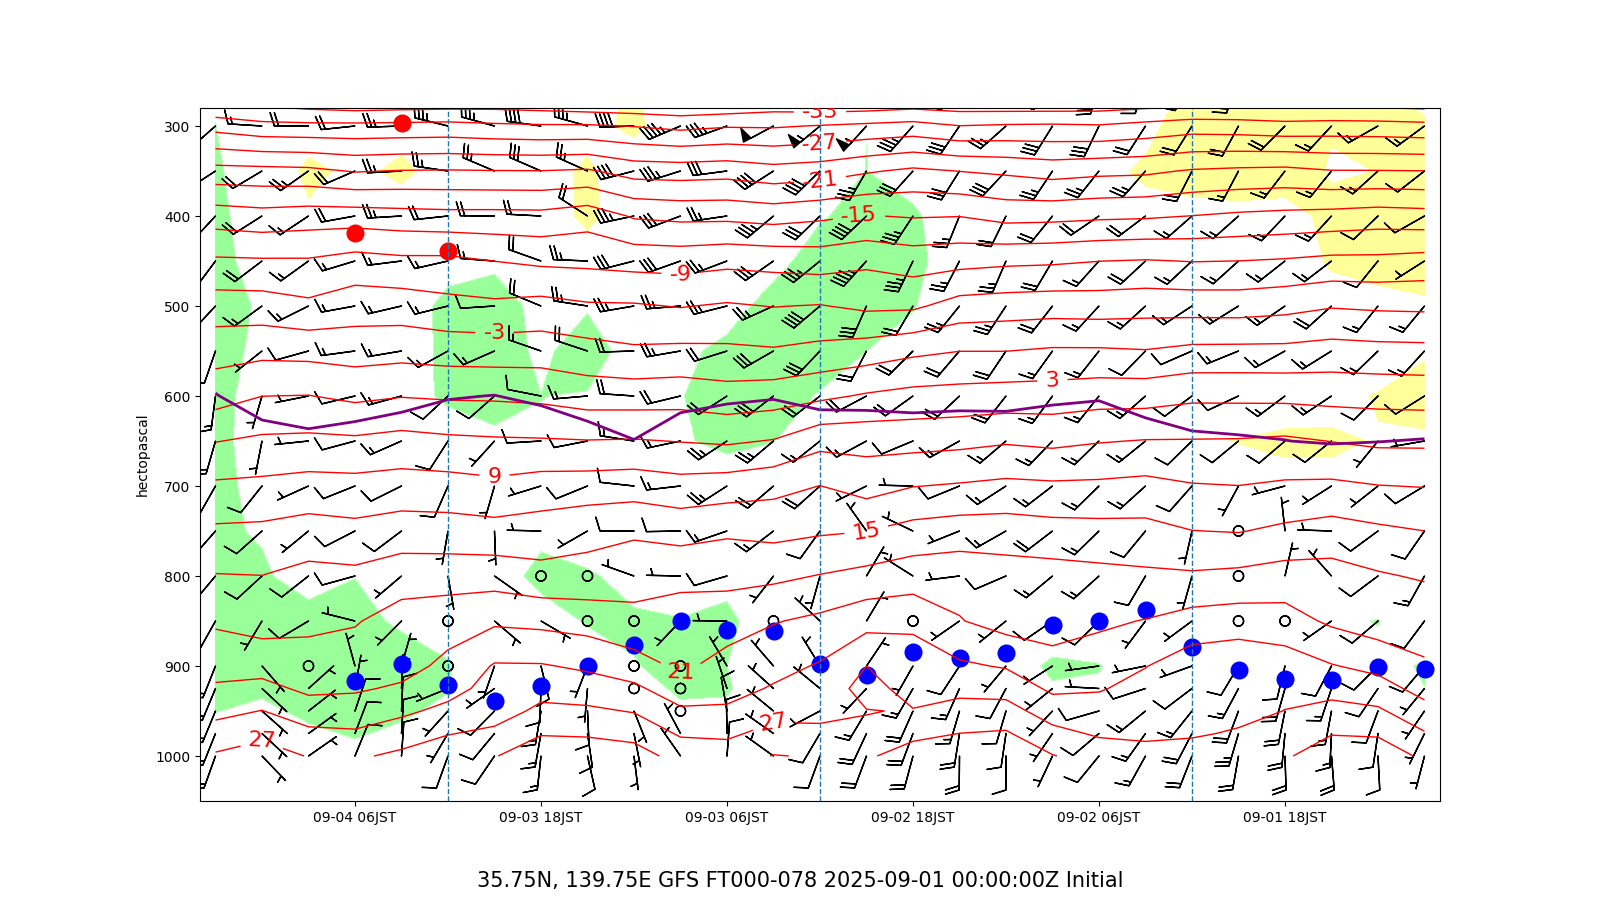 300
400
500
600
700
800
900
1000
hectopascal
-33
-27
-21
-15
-9
-3
3
9
15
21
27
27
09-04 06JST
09-03 18JST
09-03 06JST
09-02 18JST
09-02 06JST
09-01 18JST
35.75N, 139.75E GFS FT000-078 2025-09-01 00:00:00Z Initial